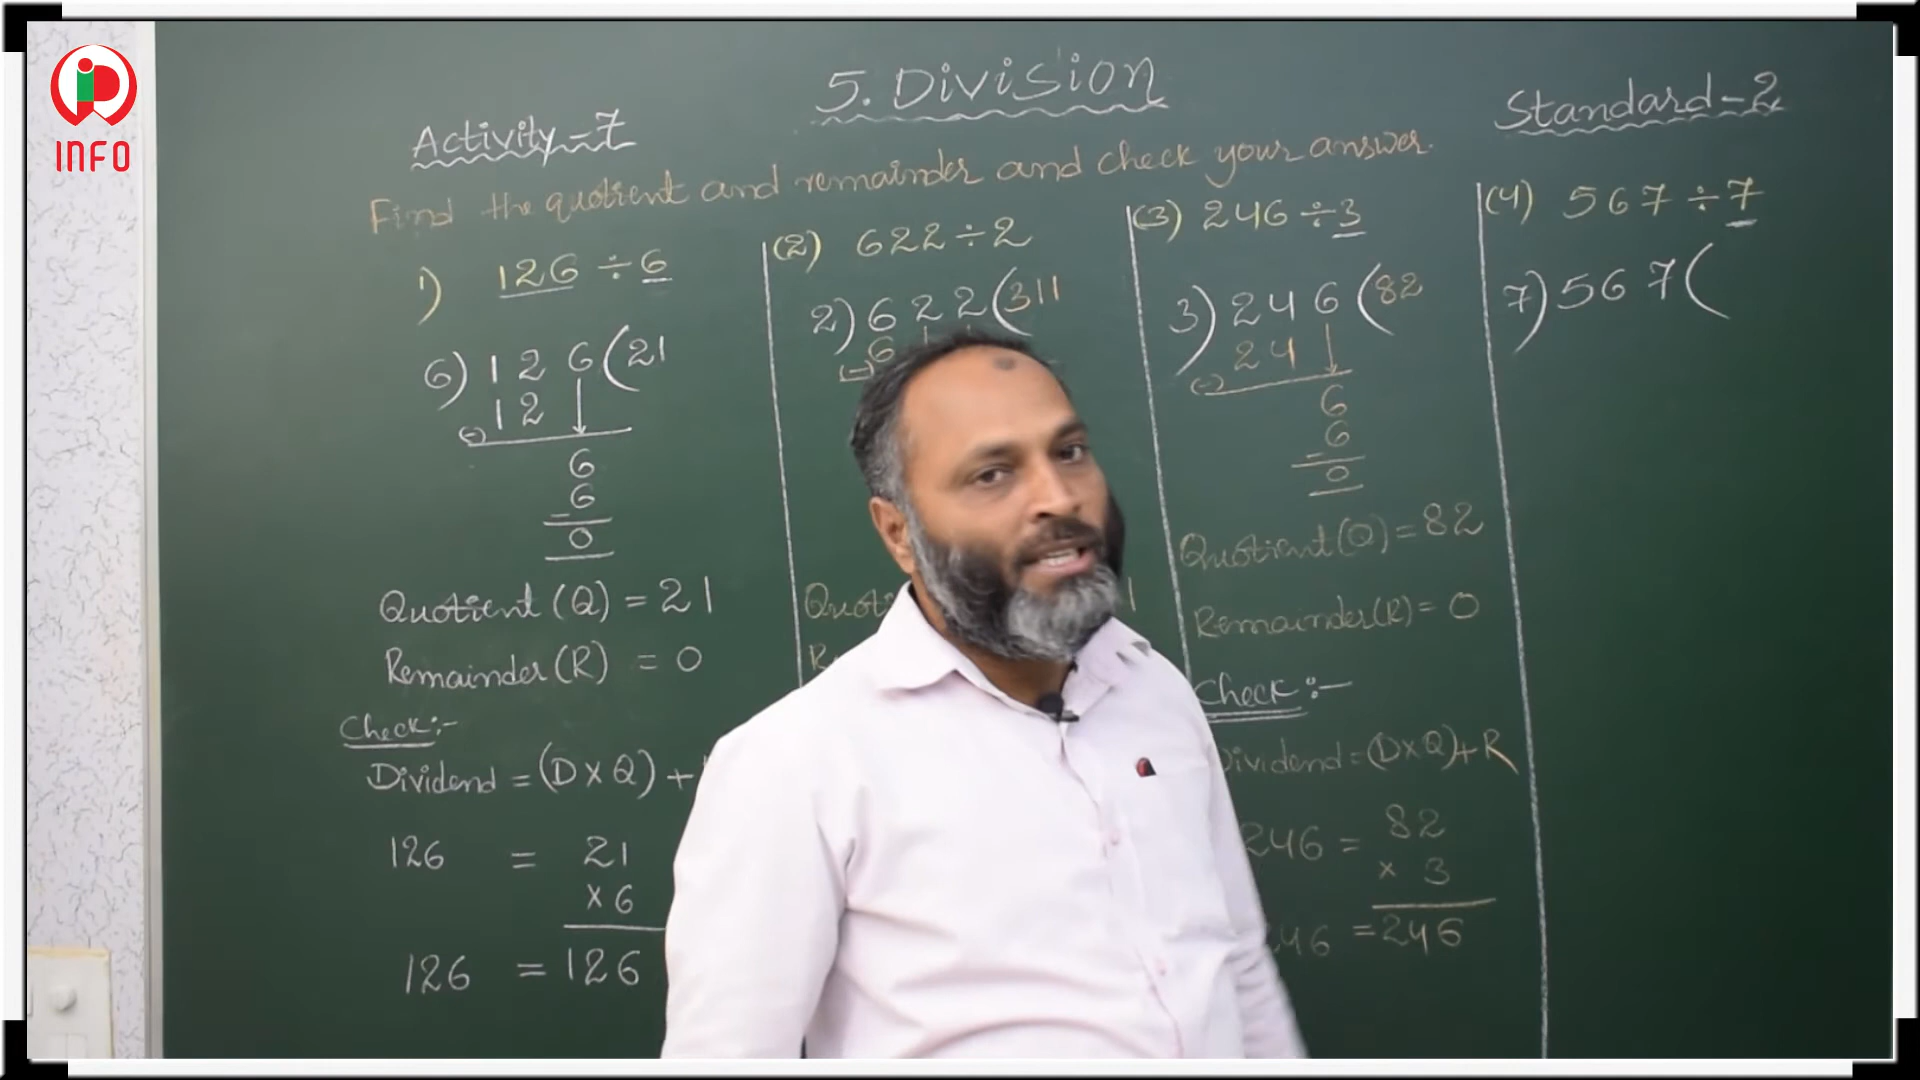 INFO
5. Division
Standard-2
Activity-7
Find the quotient and remainder and check your answer.
1) 126 ÷ 6
6) 126 ( 21
12
(-)
6
- 6
0
Quotient (Q) = 21
Remainder (R) = 0
Check :-
Dividend = (D x Q) +
126 = 21
x 6
126 = 126
(2) 622 ÷ 2
2) 622 ( 311
6
(3) 246 ÷ 3
3) 246 ( 82
24
(-)
6
- 6
0
Quotient (Q) = 82
Remainder (R) = 0
Check :-
Dividend = (D x Q) + R
246 = 82
x 3
246 = 246
(4) 567 ÷ 7
7) 567 (